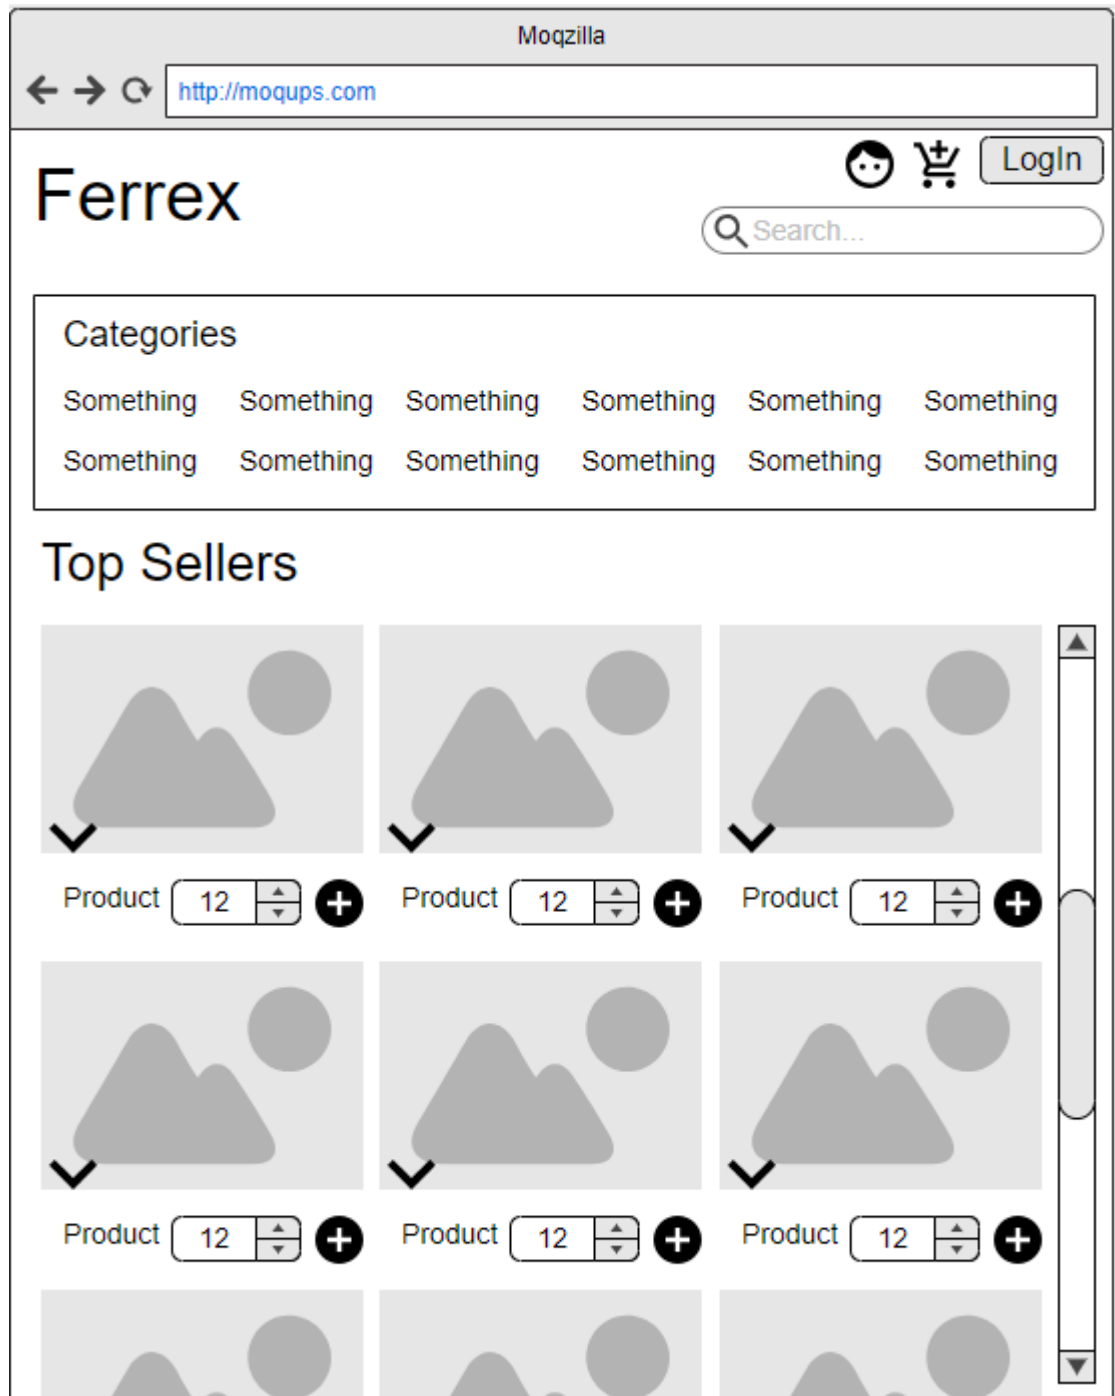 Moqzilla
http://moqups.com
LogIn
Ferrex
Search...
Categories
Something Something Something Something Something Something
Something Something Something Something Something Something
Top Sellers
Product 12 Product 12 Product 12
Product 12 Product 12 Product 12